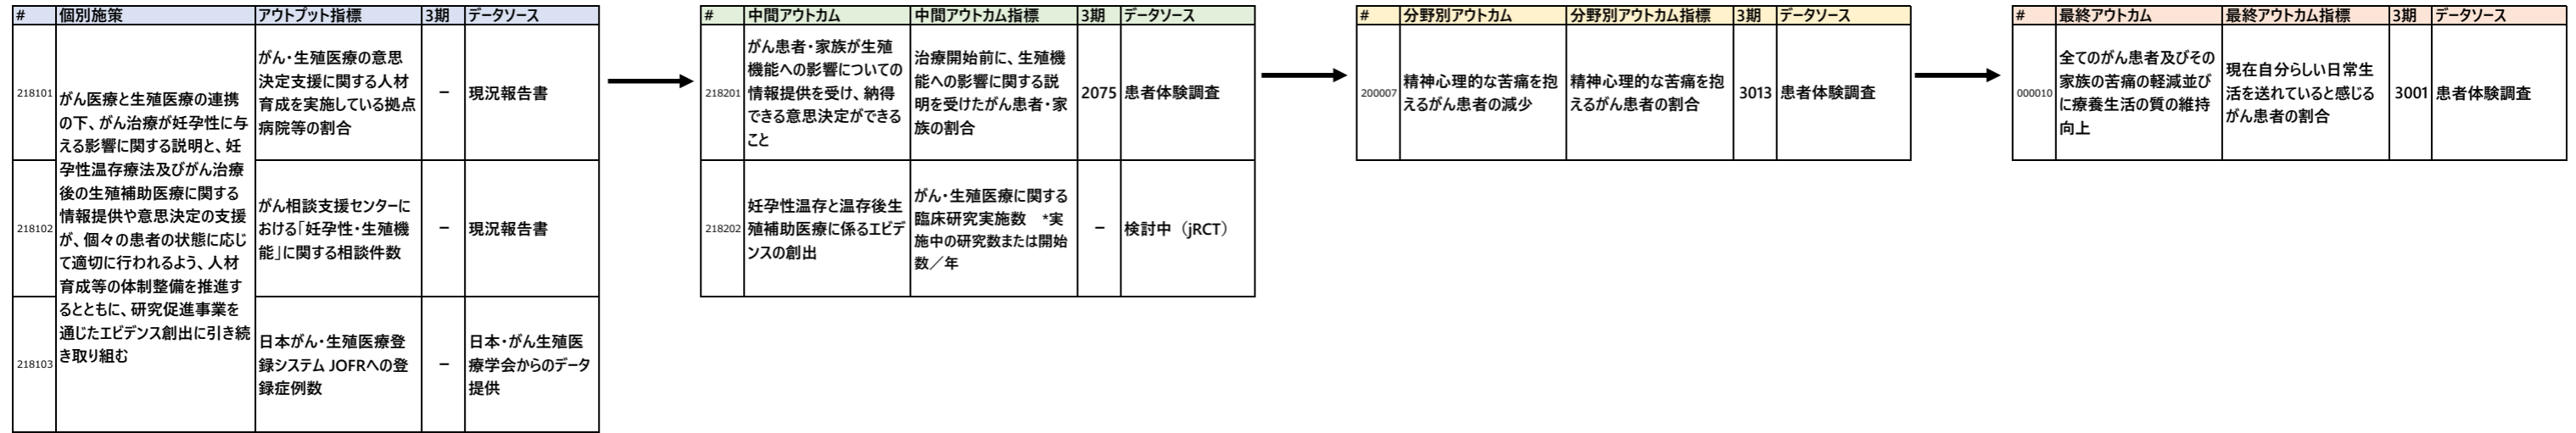 # 個別施策 アウトプット指標 3期 データソース
218101
218102
218103
がん医療と生殖医療の連携
の下、がん治療が妊孕性に与
える影響に関する説明と、妊
孕性温存療法及びがん治療
後の生殖補助医療に関する
情報提供や意思決定の支援
が、個々の患者の状態に応じ
て適切に行われるよう、人材
育成等の体制整備を推進す
るとともに、研究促進事業を
通じたエビデンス創出に引き続
き取り組む
がん・生殖医療の意思
決定支援に関する人材
育成を実施している拠点
病院等の割合
－
現況報告書
がん相談支援センターに
おける「妊孕性・生殖機
能」に関する相談件数
－
現況報告書
日本がん・生殖医療登
録システム JOFRへの登
録症例数
－
日本・がん生殖医
療学会からのデータ
提供
# 中間アウトカム 中間アウトカム指標 3期 データソース
218201
がん患者・家族が生殖
機能への影響についての
情報提供を受け、納得
できる意思決定ができる
こと
治療開始前に、生殖機
能への影響に関する説
明を受けたがん患者・家
族の割合
2075
患者体験調査
218202
妊孕性温存と温存後生
殖補助医療に係るエビデ
ンスの創出
がん・生殖医療に関する
臨床研究実施数　*実
施中の研究数または開始
数／年
－
検討中（jRCT）
# 分野別アウトカム 分野別アウトカム指標 3期 データソース
200007
精神心理的な苦痛を抱
えるがん患者の減少
精神心理的な苦痛を抱
えるがん患者の割合
3013
患者体験調査
# 最終アウトカム 最終アウトカム指標 3期 データソース
000010
全てのがん患者及びその
家族の苦痛の軽減並び
に療養生活の質の維持
向上
現在自分らしい日常生
活を送れていると感じる
がん患者の割合
3001
患者体験調査